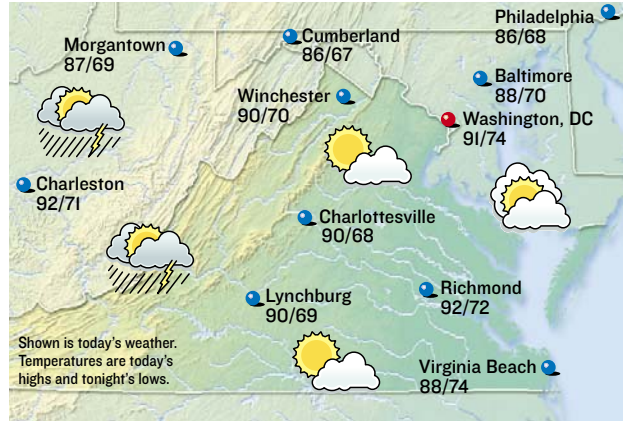 Philadelphia
86/68
Cumberland
86/67
Morgantown
87/69
Baltimore
88/70
Winchester
90/70
Washington, DC
91/74
Charleston
92/71
Charlottesville
90/68
Richmond
92/72
Lynchburg
90/69
Shown is today's weather.
Temperatures are today's
highs and tonight's lows.
Virginia Beach
88/74